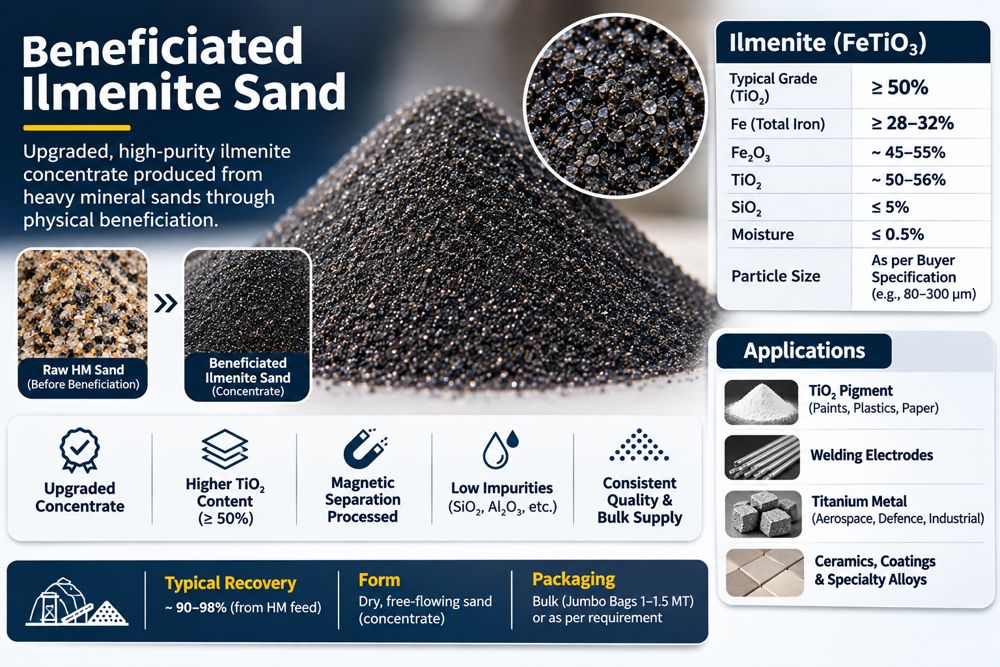 Beneficiated
Ilmenite Sand
Upgraded, high-purity ilmenite
concentrate produced from
heavy mineral sands through
physical beneficiation.
Raw HM Sand
(Before Beneficiation)
Beneficiated
Ilmenite Sand
(Concentrate)
Ilmenite (FeTiO₃)
Typical Grade
(TiO₂)
≥ 50%
Fe (Total Iron)
≥ 28–32%
Fe₂O₃
~ 45–55%
TiO₂
~ 50–56%
SiO₂
≤ 5%
Moisture
≤ 0.5%
Particle Size
As per Buyer
Specification
(e.g., 80–300 µm)
Applications
TiO₂ Pigment
(Paints, Plastics, Paper)
Welding Electrodes
Titanium Metal
(Aerospace, Defence, Industrial)
Ceramics, Coatings
& Specialty Alloys
Upgraded
Concentrate
Higher TiO₂
Content
(≥ 50%)
Magnetic
Separation
Processed
Low Impurities
(SiO₂, Al₂O₃, etc.)
Consistent
Quality &
Bulk Supply
Typical Recovery
~ 90–98% (from HM feed)
Form
Dry, free-flowing sand
(concentrate)
Packaging
Bulk (Jumbo Bags 1–1.5 MT)
or as per requirement